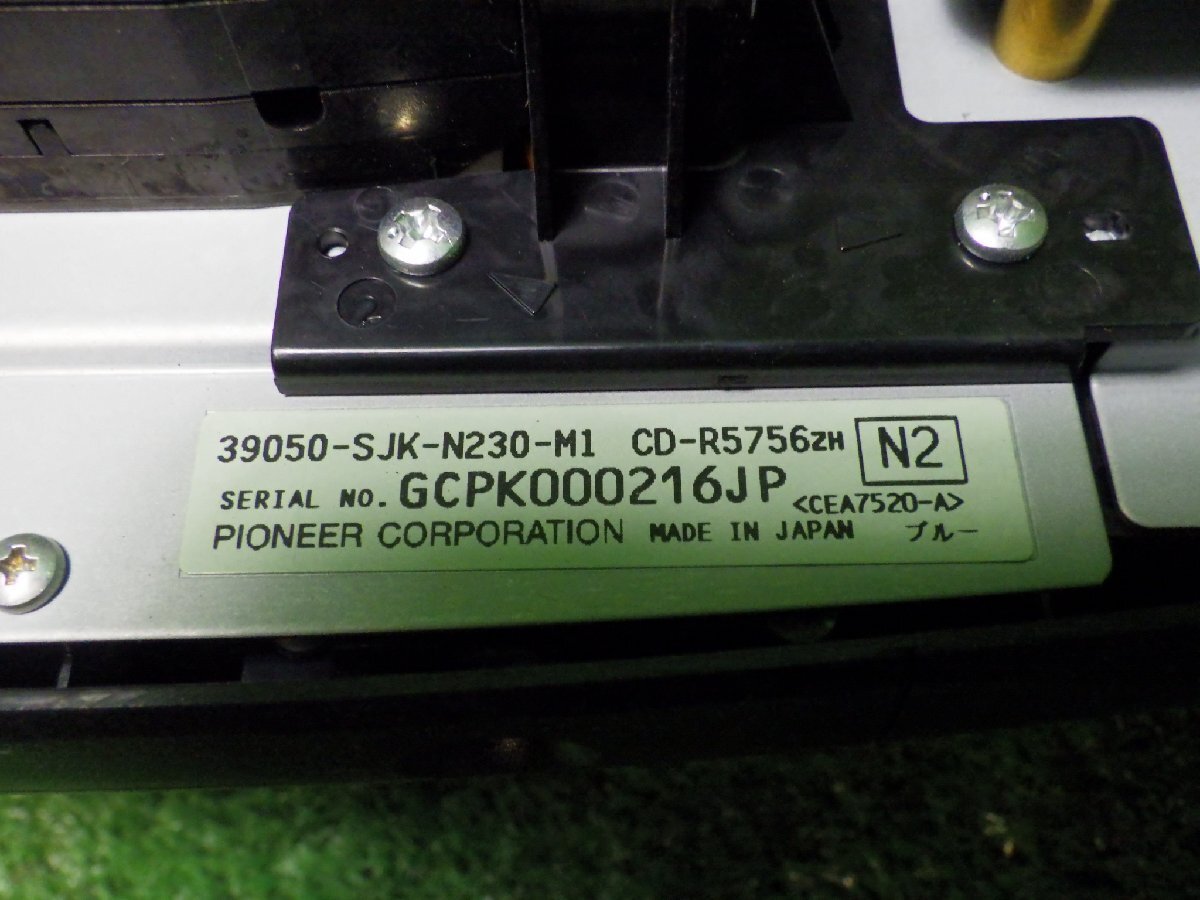 39050-SJK-N230-M1 CD-R5756ZH N2
SERIAL NO. GCPK000216JP <CEA7520-A>
PIONEER CORPORATION MADE IN JAPAN ブルー